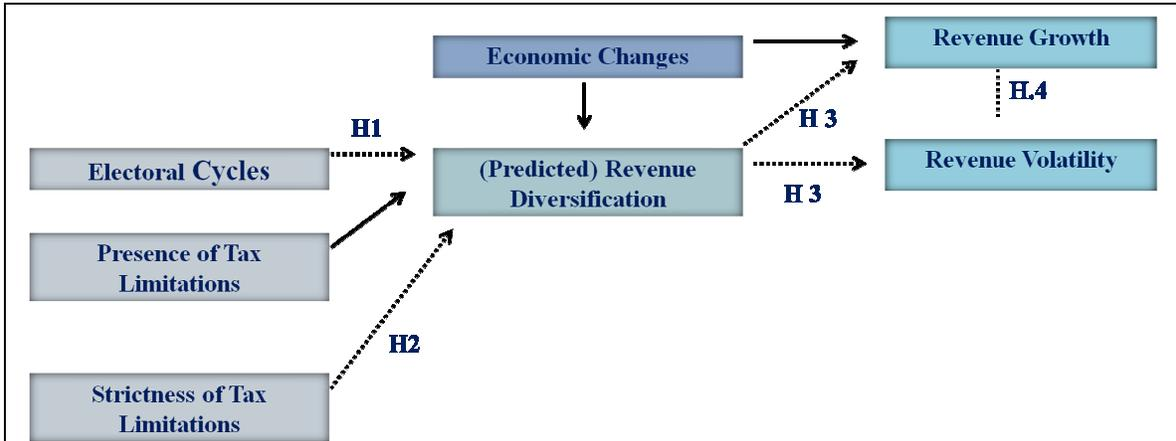 Economic Changes
Revenue Growth
H 3
H.4
H1
Electoral Cycles
(Predicted) Revenue
Diversification
Revenue Volatility
H 3
Presence of Tax
Limitations
H2
Strictness of Tax
Limitations